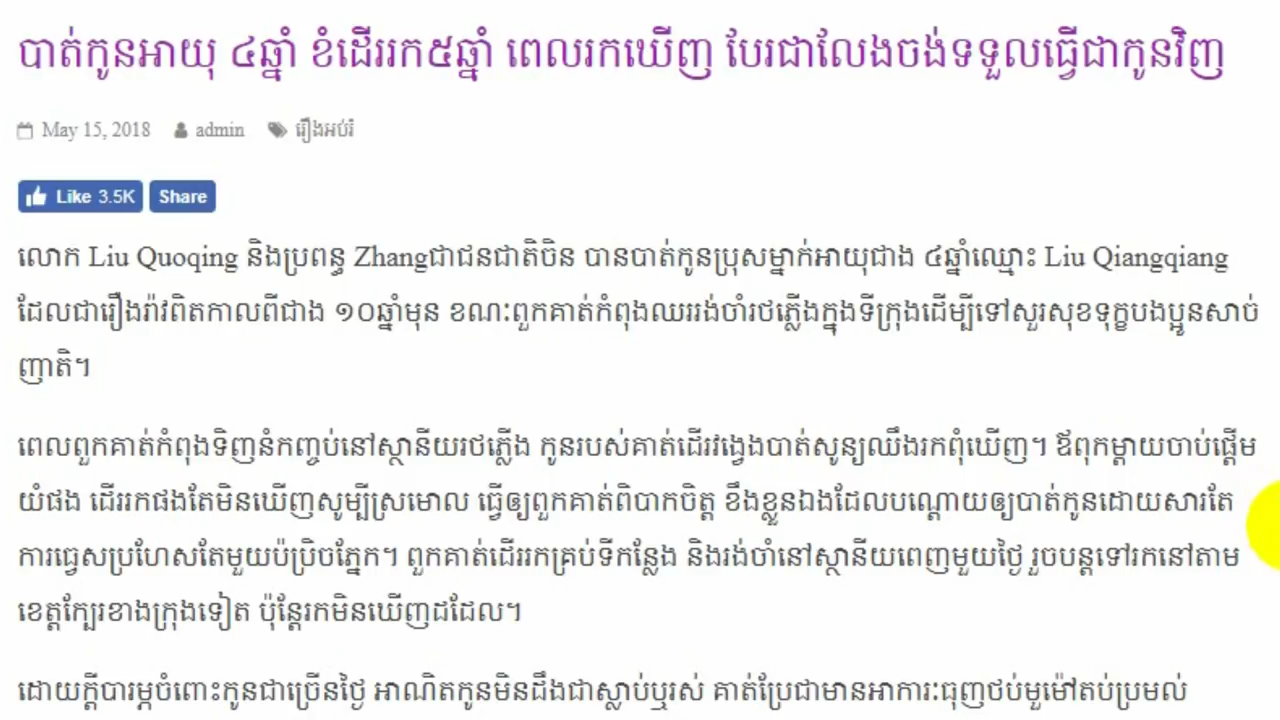 បាត់កូនអាយុ ៤ឆ្នាំ ខំដើររក៥ឆ្នាំ ពេលរកឃើញ បែរជាលែងចង់ទទួលធ្វើជាកូនវិញ
May 15, 2018 admin រឿងអប់រំ
Like 3.5K Share
លោក Liu Quoqing និងប្រពន្ធ Zhangជាជនជាតិចិន បានបាត់កូនប្រុសម្នាក់អាយុជាង ៤ឆ្នាំឈ្មោះ Liu Qiangqiang
ដែលជារឿងរ៉ាវពិតកាលពីជាង ១០ឆ្នាំមុន ខណៈពួកគាត់កំពុងឈររង់ចាំរថភ្លើងក្នុងទីក្រុងដើម្បីទៅសួរសុខទុក្ខបងប្អូនសាច់
ញាតិ។
ពេលពួកគាត់កំពុងទិញនំកញ្ចប់នៅស្ថានីយរថភ្លើង កូនរបស់គាត់ដើរវង្វេងបាត់សូន្យឈឹងរកពុំឃើញ។ ឪពុកម្តាយចាប់ផ្តើម
យំផង ដើររកផងតែមិនឃើញសូម្បីស្រមោល ធ្វើឲ្យពួកគាត់ពិបាកចិត្ត ខឹងខ្លួនឯងដែលបណ្តោយឲ្យបាត់កូនដោយសារតែ
ការធ្វេសប្រហែសតែមួយប៉ប្រិចភ្នែក។ ពួកគាត់ដើររកគ្រប់ទីកន្លែង និងរង់ចាំនៅស្ថានីយពេញមួយថ្ងៃ រួចបន្តទៅរកនៅតាម
ខេត្តក្បែរខាងក្រុងទៀត ប៉ុន្តែរកមិនឃើញដដែល។
ដោយក្តីបារម្ភចំពោះកូនជាច្រើនថ្ងៃ អាណិតកូនមិនដឹងជាស្លាប់ឬរស់ គាត់ប្រែជាមានអាការៈធុញថប់មួម៉ៅតប់ប្រមល់